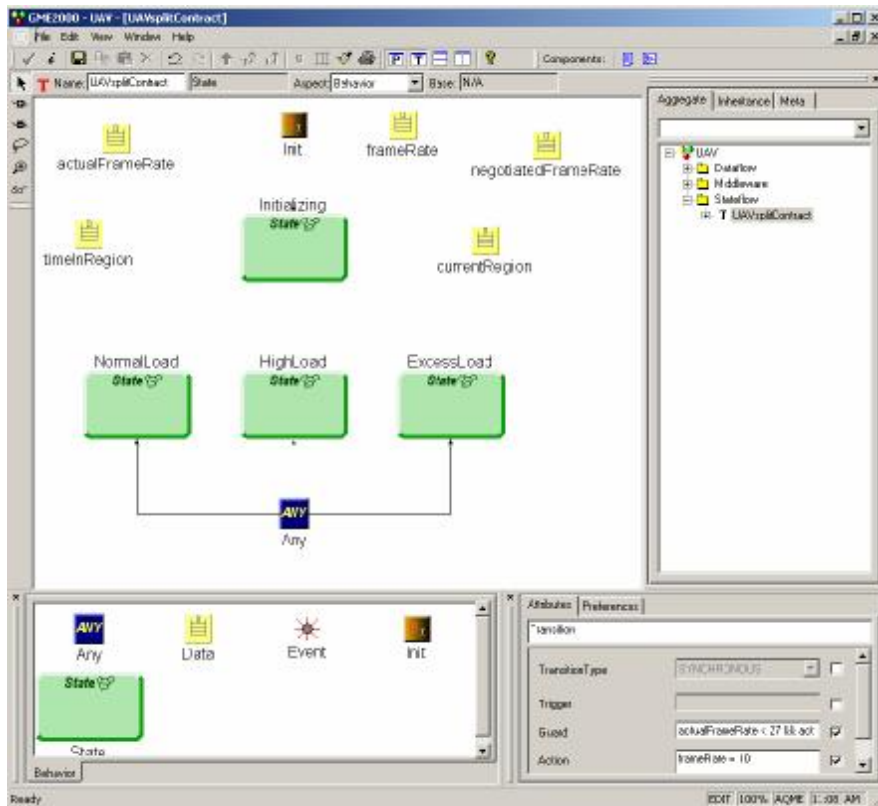 GME2000 - UAV - [UAVsplitContract]
File Edit View Window Help
Components:
Name: UAVsplitContract State Aspect: Behavior Base: N/A
actualFrameRate
Init
frameRate
negotiatedFrameRate
Initializing
State
timeInRegion
currentRegion
NormalLoad
State
HighLoad
State
ExcessLoad
State
ANY
Any
Aggregate Inheritance Meta
UAV
Dataflow
Middleware
Stateflow
T UAVsplitContract
ANY
Any
Data
Event
Init
State
State
Behavior
Attributes Preferences
Transition
TransitionType SYNCHRONOUS
Trigger
Guard actualFrameRate < 27 && act
Action frameRate = 10
Ready
EDIT 100% AQME 11:08 AM